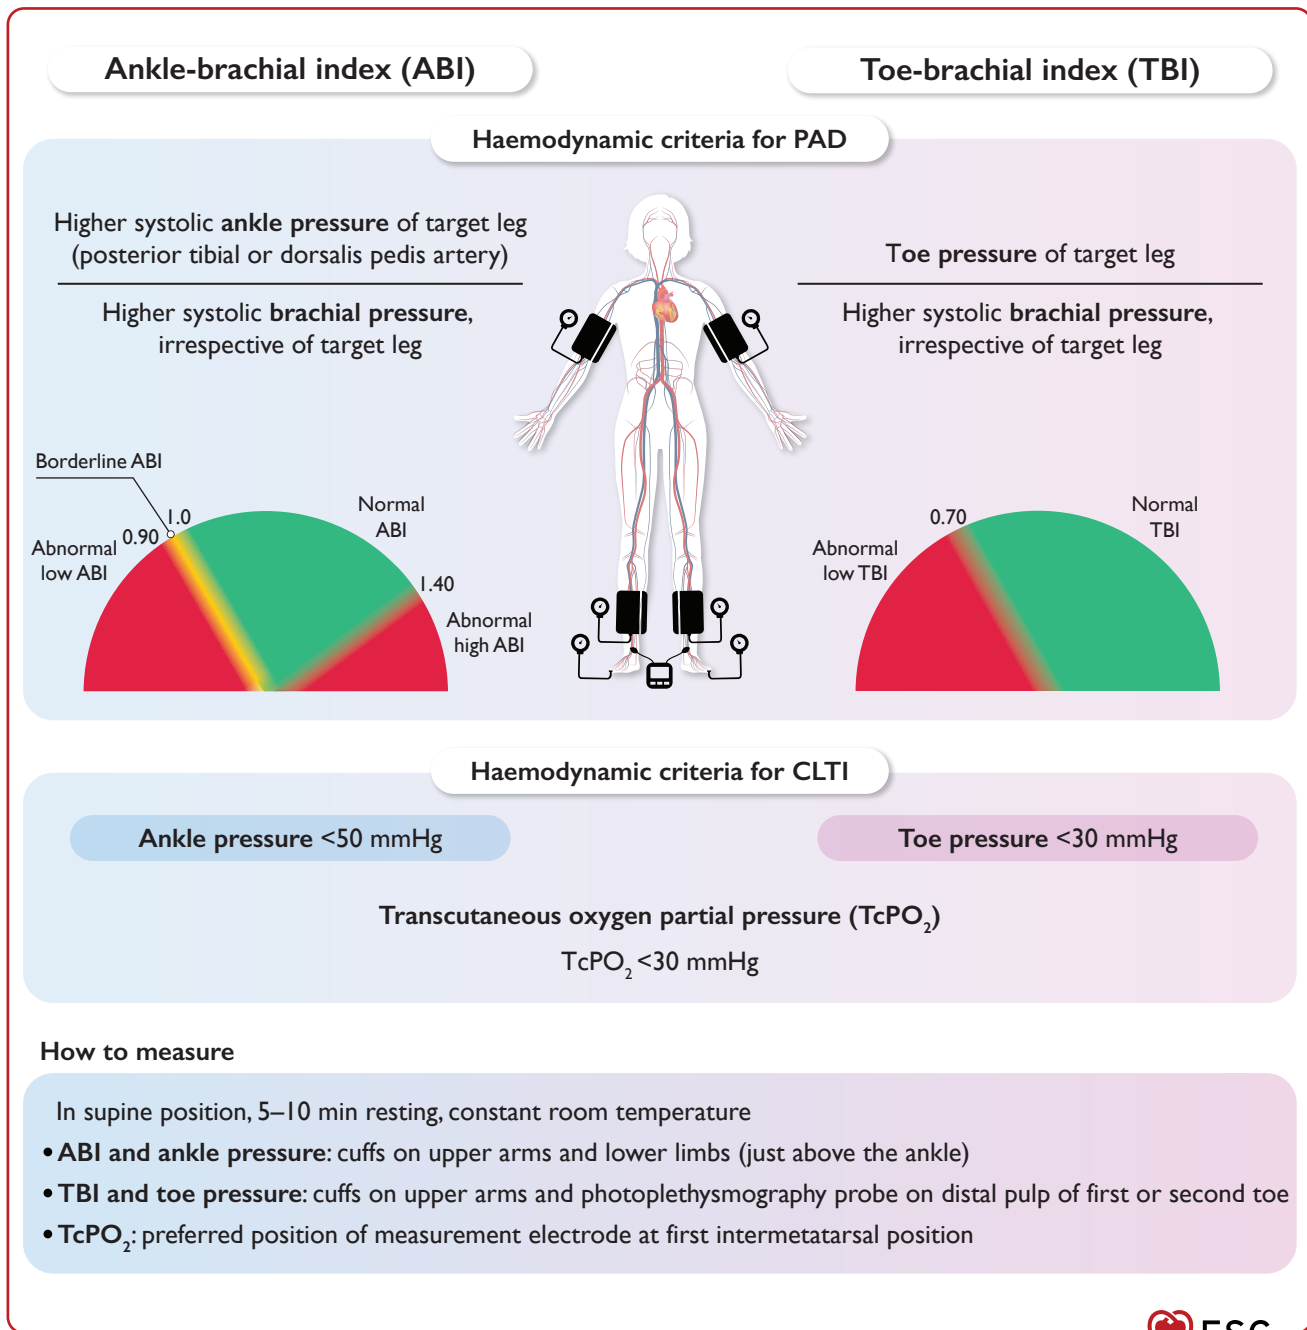 Ankle-brachial index (ABI)
Toe-brachial index (TBI)
Haemodynamic criteria for PAD
Higher systolic ankle pressure of target leg
(posterior tibial or dorsalis pedis artery)
Higher systolic brachial pressure,
irrespective of target leg
Toe pressure of target leg
Higher systolic brachial pressure,
irrespective of target leg
Borderline ABI
1.0
0.90
Abnormal
low ABI
Normal
ABI
1.40
Abnormal
high ABI
0.70
Abnormal
low TBI
Normal
TBI
Haemodynamic criteria for CLTI
Ankle pressure <50 mmHg
Toe pressure <30 mmHg
Transcutaneous oxygen partial pressure (TcPO₂)
TcPO₂ <30 mmHg
How to measure
In supine position, 5–10 min resting, constant room temperature
• ABI and ankle pressure: cuffs on upper arms and lower limbs (just above the ankle)
• TBI and toe pressure: cuffs on upper arms and photoplethysmography probe on distal pulp of first or second toe
• TcPO₂: preferred position of measurement electrode at first intermetatarsal position
ESC